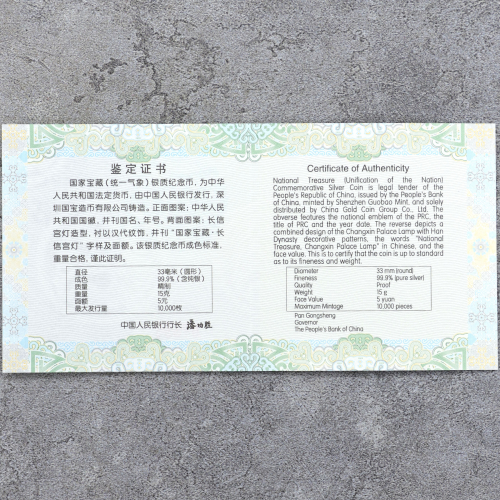 鉴定证书
国家宝藏（统一气象）银质纪念币，为中华
人民共和国法定货币，由中国人民银行发行，深
圳国宝造币有限公司铸造。正面图案：中华人民
共和国国徽，并刊国名、年号。背面图案：长信
宫灯造型，衬以汉代纹饰，并刊“国家宝藏·长
信宫灯”字样及面额。该银质纪念币成色标准，
重量合格，谨此证明。
直径 33毫米（圆形）
成色 99.9%（含纯银）
质量 精制
重量 15克
面额 5元
最大发行量 10,000枚
中国人民银行行长 潘功胜
Certificate of Authenticity
National Treasure (Unification of the Nation)
Commemorative Silver Coin is legal tender of the
People's Republic of China, issued by the People's Bank
of China, minted by Shenzhen Guobao Mint, and solely
distributed by China Gold Coin Group Co., Ltd. The
obverse features the national emblem of the PRC, the
title of PRC and the year date. The reverse depicts a
combined design of the Changxin Palace Lamp with Han
Dynasty decorative patterns, the words "National
Treasure, Changxin Palace Lamp" in Chinese, and the
face value. This is to certify that the coin is up to standard
as to its fineness and weight.
Diameter 33 mm (round)
Fineness 99.9% (pure silver)
Quality Proof
Weight 15 g
Face Value 5 yuan
Maximum Mintage 10,000 pieces
Pan Gongsheng
Governor
The People's Bank of China